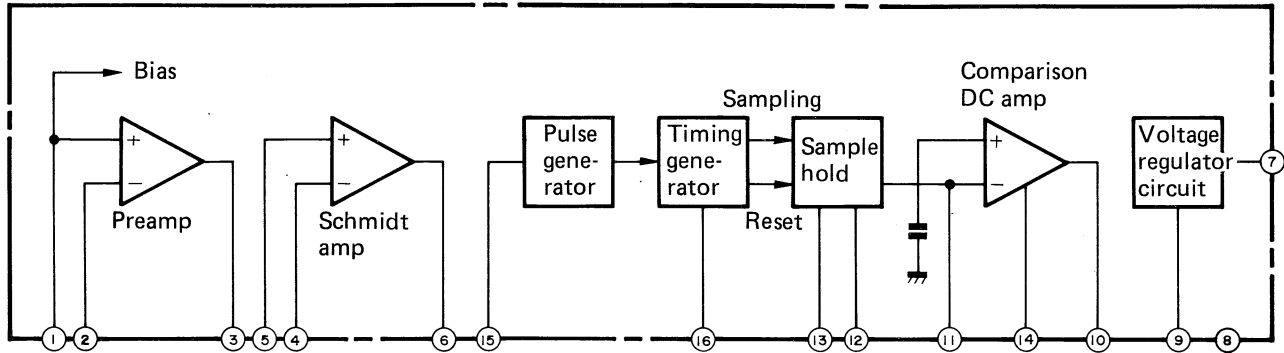 Bias
Preamp
Schmidt
amp
Pulse
gene-
rator
Timing
gene-
rator
Sampling
Reset
Sample
hold
Comparison
DC amp
Voltage
regulator
circuit
+
−
+
−
+
−
7
1 2 3 5 4 6 15 16 13 12 11 14 10 9 8